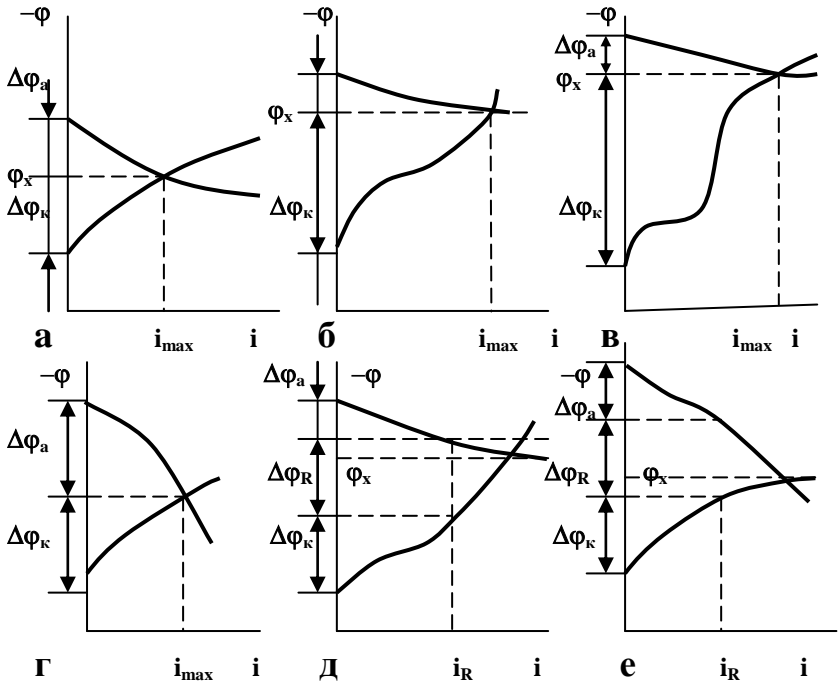 −φ −φ −φ
Δφа Δφа
φх φх
φх
Δφк Δφк Δφк
а imax i б imax i в imax i
−φ Δφа −φ −φ
Δφа Δφа
ΔφR φх ΔφR φх
Δφк Δφк Δφк
г imax i д iR i е iR i